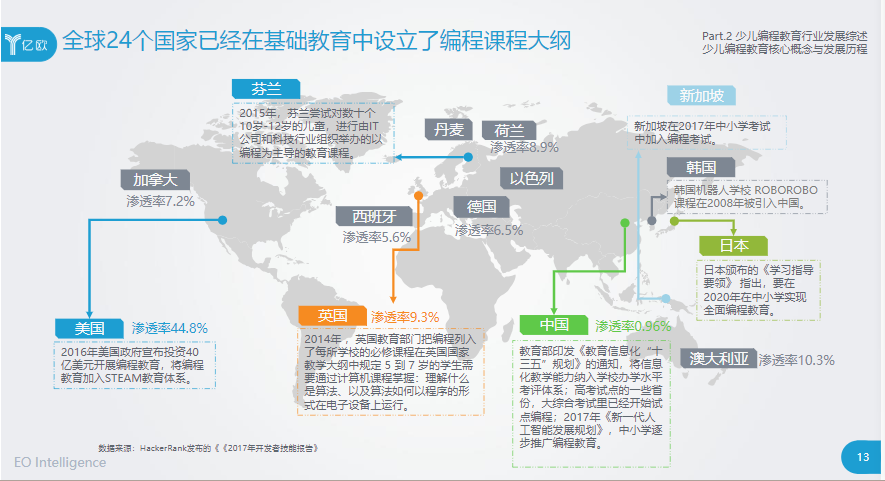 亿欧
全球24个国家已经在基础教育中设立了编程课程大纲
Part.2 少儿编程教育行业发展综述
少儿编程教育核心概念与发展历程
芬兰
2015年，芬兰尝试对数十个
10岁-12岁的儿童，进行由IT
公司和科技行业组织举办的以
编程为主导的教育课程。
丹麦
荷兰
渗透率8.9%
新加坡
新加坡在2017年中小学考试
中加入编程考试。
加拿大
渗透率7.2%
以色列
韩国
韩国机器人学校 ROBOROBO
课程在2008年被引入中国。
西班牙
渗透率5.6%
德国
渗透率6.5%
日本
日本颁布的《学习指导
要领》 指出，要在
2020年在中小学实现
全面编程教育。
美国
渗透率44.8%
2016年美国政府宣布投资40
亿美元开展编程教育，将编程
教育加入STEAM教育体系。
英国
渗透率9.3%
2014年 ，英国教育部门把编程列入
了每所学校的必修课程在英国国家
教学大纲中规定 5 到 7 岁的学生需
要通过计算机课程掌握：理解什么
是算法、以及算法如何以程序的形
式在电子设备上运行。
中国
渗透率0.96%
教育部印发《教育信息化“十
三五”规划》的通知，将信息
化教学能力纳入学校办学水平
考评体系；高考试点的一些省
份，大综合考试里已经开始试
点编程；2017年《新一代人
工智能发展规划》，中小学逐
步推广编程教育。
澳大利亚
渗透率10.3%
数据来源：HackerRank发布的《《2017年开发者技能报告》
EO Intelligence
13